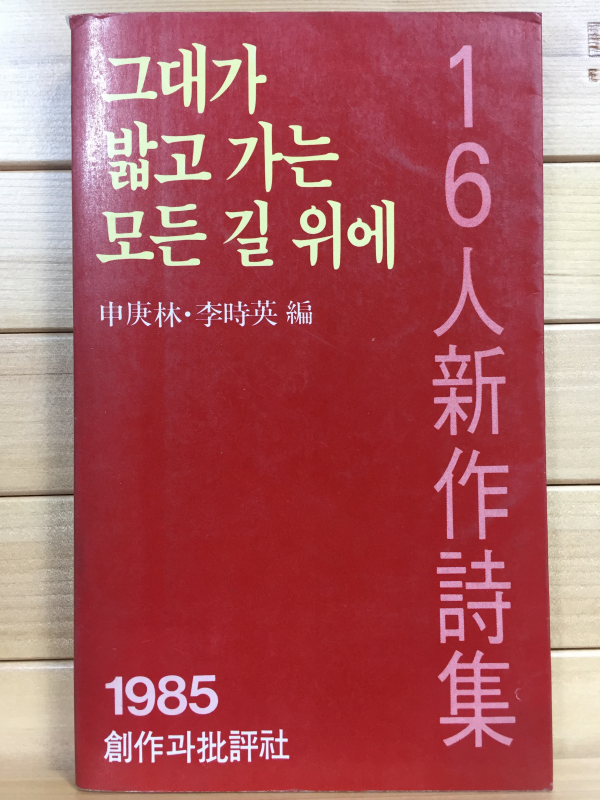 그대가
밟고 가는
모든 길 위에
申庚林·李時英 編
16人新作詩集
1985
創作과批評社